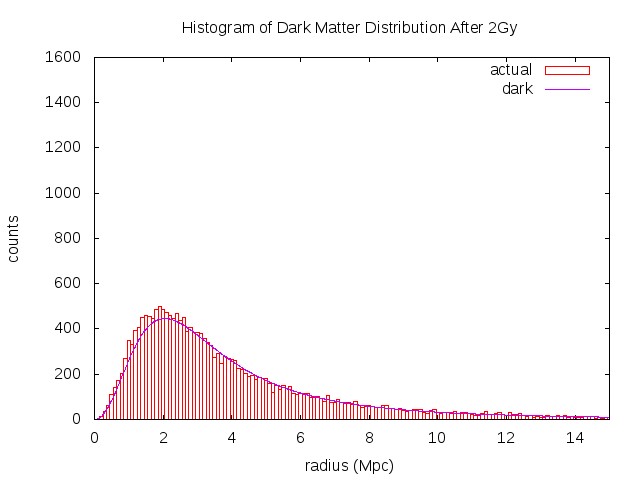 Histogram of Dark Matter Distribution After 2Gy
1600
1400
1200
1000
800
600
400
200
0
counts
actual
dark
0 2 4 6 8 10 12 14
radius (Mpc)